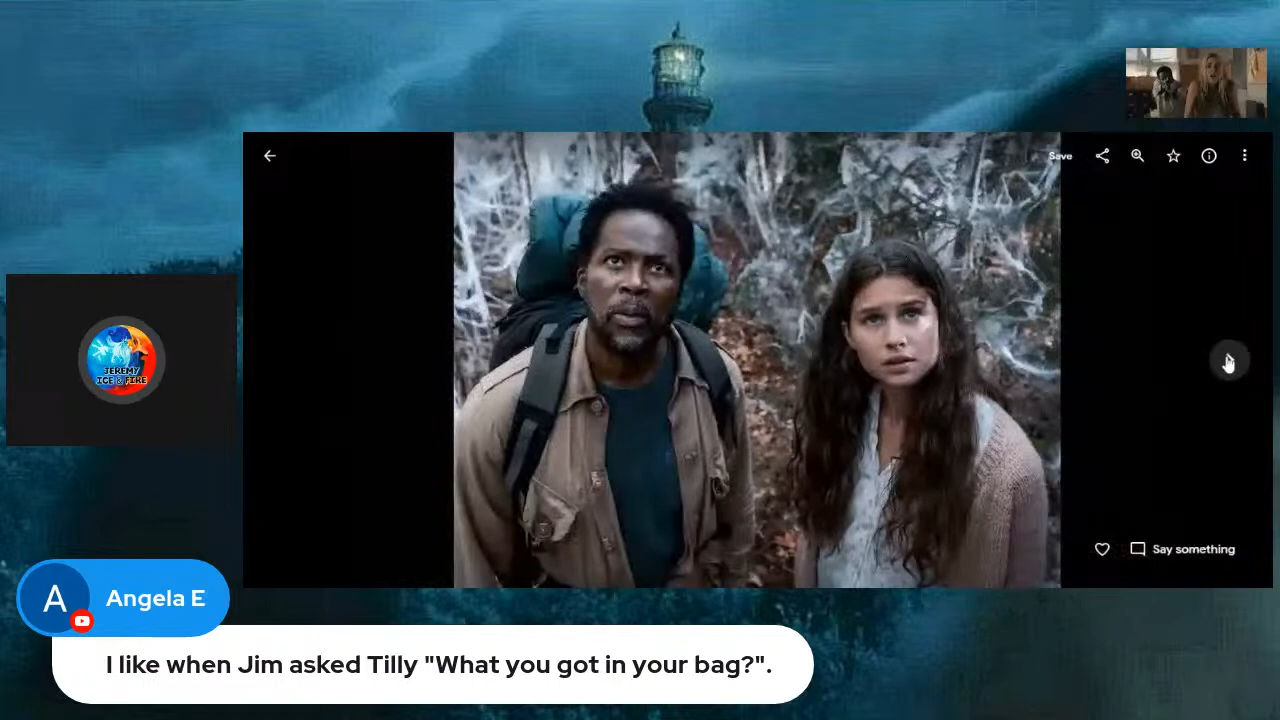 Save
JEREMY
ICE & FIRE
Say something
A
Angela E
I like when Jim asked Tilly "What you got in your bag?".